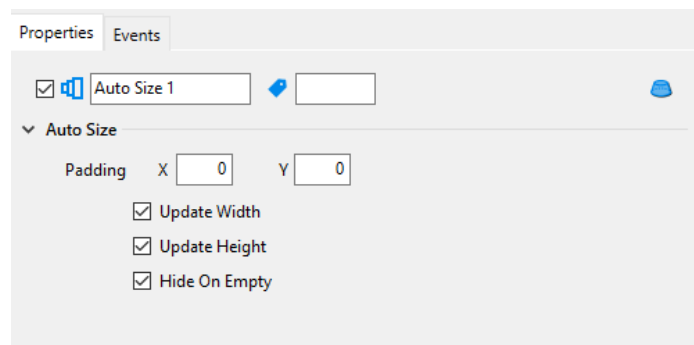 Properties Events
Auto Size 1
Auto Size
Padding X 0 Y 0
Update Width
Update Height
Hide On Empty